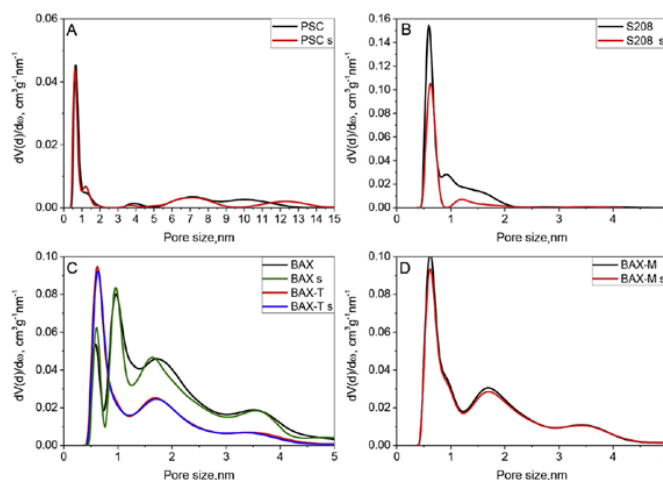 A
PSC
PSC s
dV(d)/dω, cm³g⁻¹nm⁻¹
0.06
0.04
0.02
0.00
0 1 2 3 4 5 6 7 8 9 10 11 12 13 14 15
Pore size,nm
B
S208
S208 s
dV(d)/dω, cm³g⁻¹nm⁻¹
0.16
0.14
0.12
0.10
0.08
0.06
0.04
0.02
0.00
0 1 2 3 4
Pore size,nm
C
BAX
BAX s
BAX-T
BAX-T s
dV(d)/dω, cm³g⁻¹nm⁻¹
0.10
0.08
0.06
0.04
0.02
0.00
0 1 2 3 4 5
Pore size,nm
D
BAX-M
BAX-M s
dV(d)/dω, cm³g⁻¹nm⁻¹
0.10
0.08
0.06
0.04
0.02
0.00
0 1 2 3 4
Pore size,nm